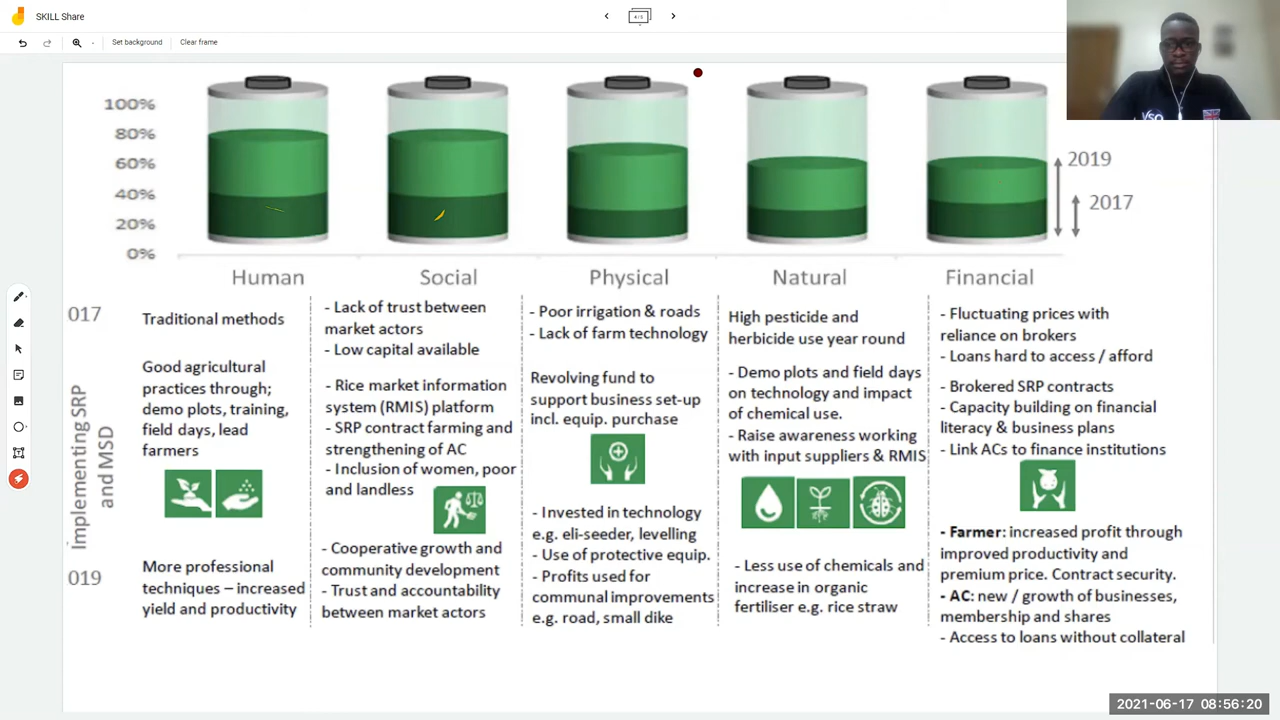 SKILL Share
4/5
Set background
Clear frame
VSO
100%
80%
60%
40%
20%
0%
2019
2017
Human
Social
Physical
Natural
Financial
017
Traditional methods
- Lack of trust between
market actors
- Low capital available
- Poor irrigation & roads
- Lack of farm technology
High pesticide and
herbicide use year round
- Fluctuating prices with
reliance on brokers
- Loans hard to access / afford
Implementing SRP
and MSD
Good agricultural
practices through;
demo plots, training,
field days, lead
farmers
- Rice market information
system (RMIS) platform
- SRP contract farming and
strengthening of AC
- Inclusion of women, poor
and landless
Revolving fund to
support business set-up
incl. equip. purchase
- Demo plots and field days
on technology and impact
of chemical use.
- Raise awareness working
with input suppliers & RMIS
- Brokered SRP contracts
- Capacity building on financial
literacy & business plans
- Link ACs to finance institutions
019
More professional
techniques – increased
yield and productivity
- Cooperative growth and
community development
- Trust and accountability
between market actors
- Invested in technology
e.g. eli-seeder, levelling
- Use of protective equip.
- Profits used for
communal improvements
e.g. road, small dike
- Less use of chemicals and
increase in organic
fertiliser e.g. rice straw
- Farmer: increased profit through
improved productivity and
premium price. Contract security.
- AC: new / growth of businesses,
membership and shares
- Access to loans without collateral
2021-06-17 08:56:20